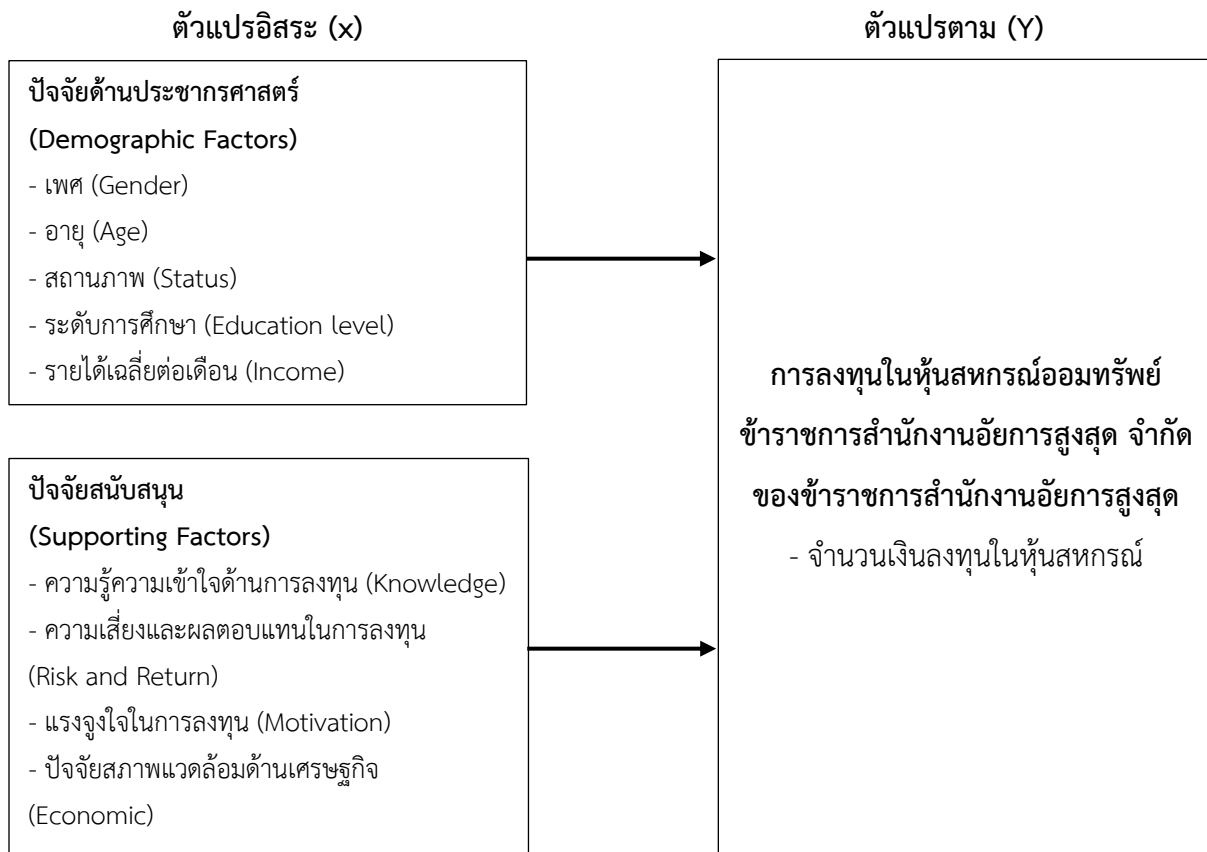 ตัวแปรอิสระ (x)
ปัจจัยด้านประชากรศาสตร์
(Demographic Factors)
- เพศ (Gender)
- อายุ (Age)
- สถานภาพ (Status)
- ระดับการศึกษา (Education level)
- รายได้เฉลี่ยต่อเดือน (Income)
ปัจจัยสนับสนุน
(Supporting Factors)
- ความรู้ความเข้าใจด้านการลงทุน (Knowledge)
- ความเสี่ยงและผลตอบแทนในการลงทุน
(Risk and Return)
- แรงจูงใจในการลงทุน (Motivation)
- ปัจจัยสภาพแวดล้อมด้านเศรษฐกิจ
(Economic)
ตัวแปรตาม (Y)
การลงทุนในหุ้นสหกรณ์ออมทรัพย์
ข้าราชการสำนักงานอัยการสูงสุด จำกัด
ของข้าราชการสำนักงานอัยการสูงสุด
- จำนวนเงินลงทุนในหุ้นสหกรณ์